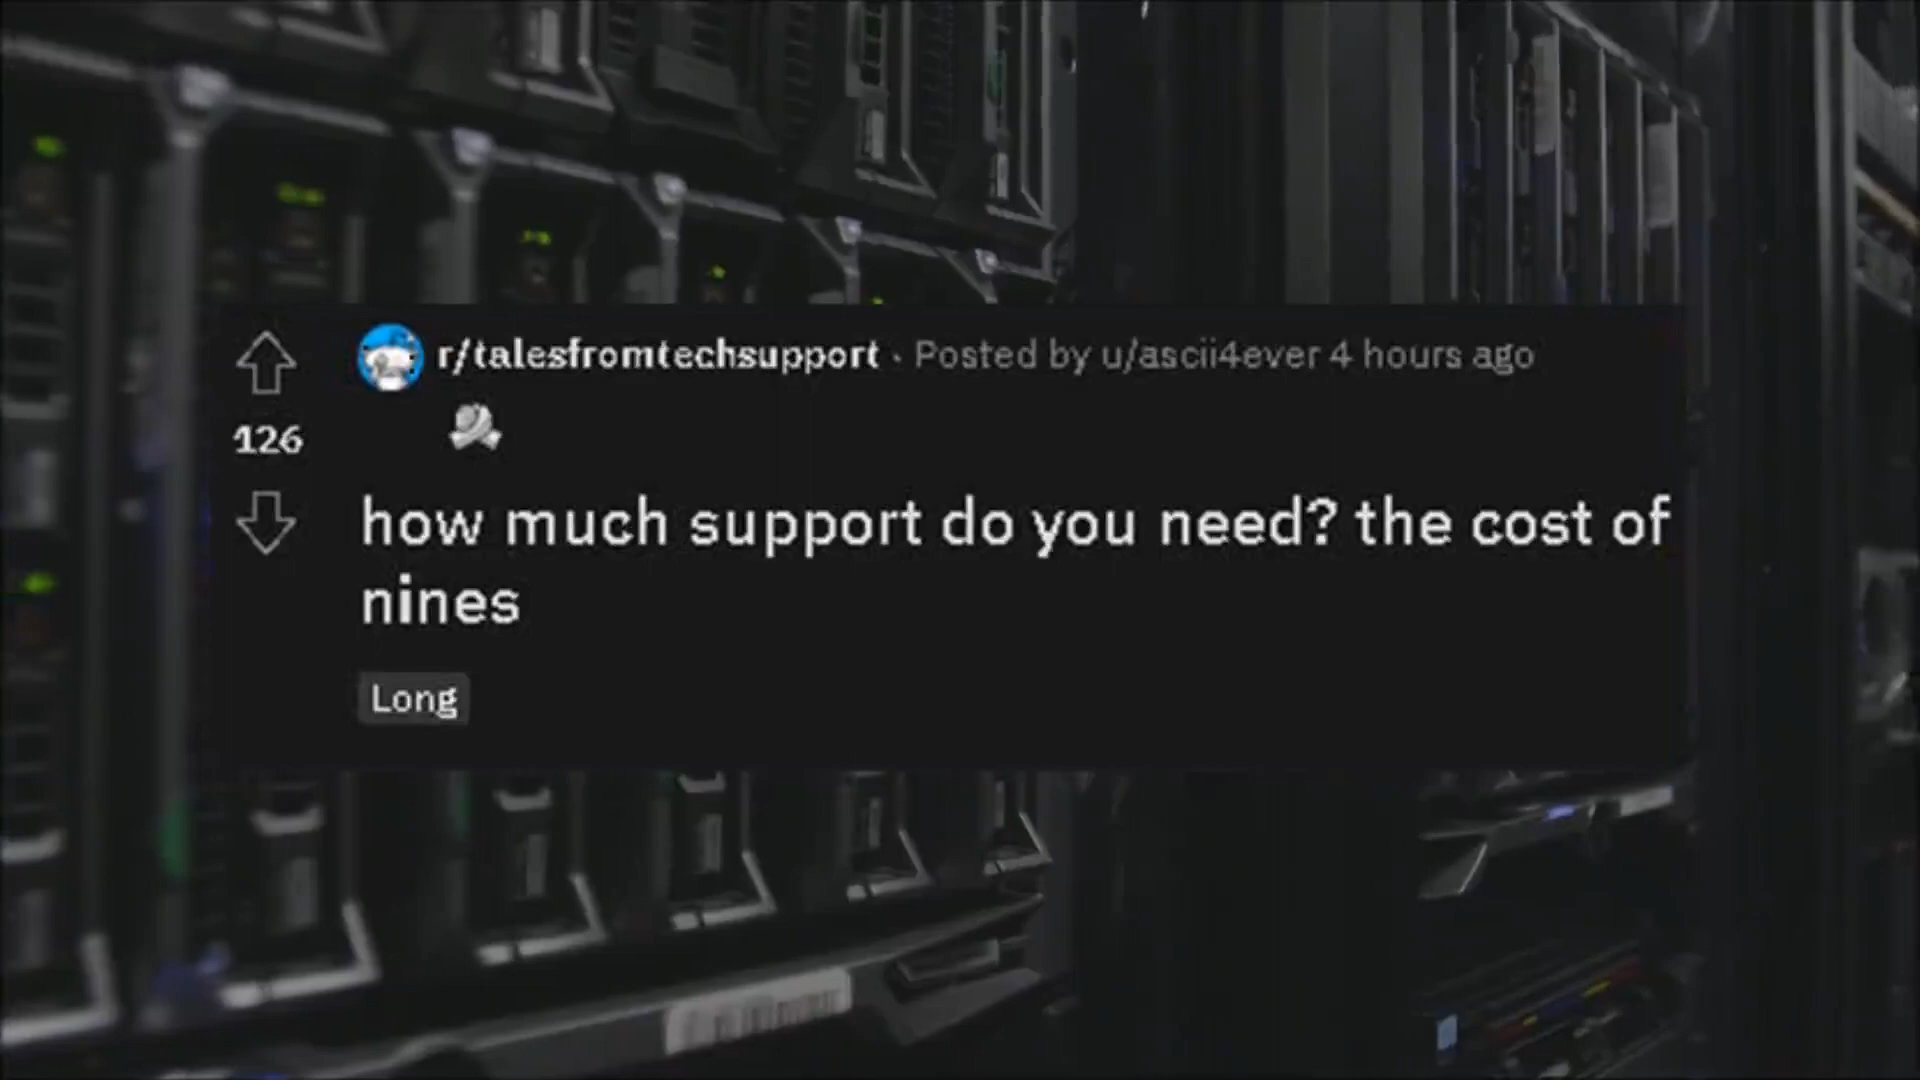 r/talesfromtechsupport · Posted by u/ascii4ever 4 hours ago
126
how much support do you need? the cost of
nines
Long